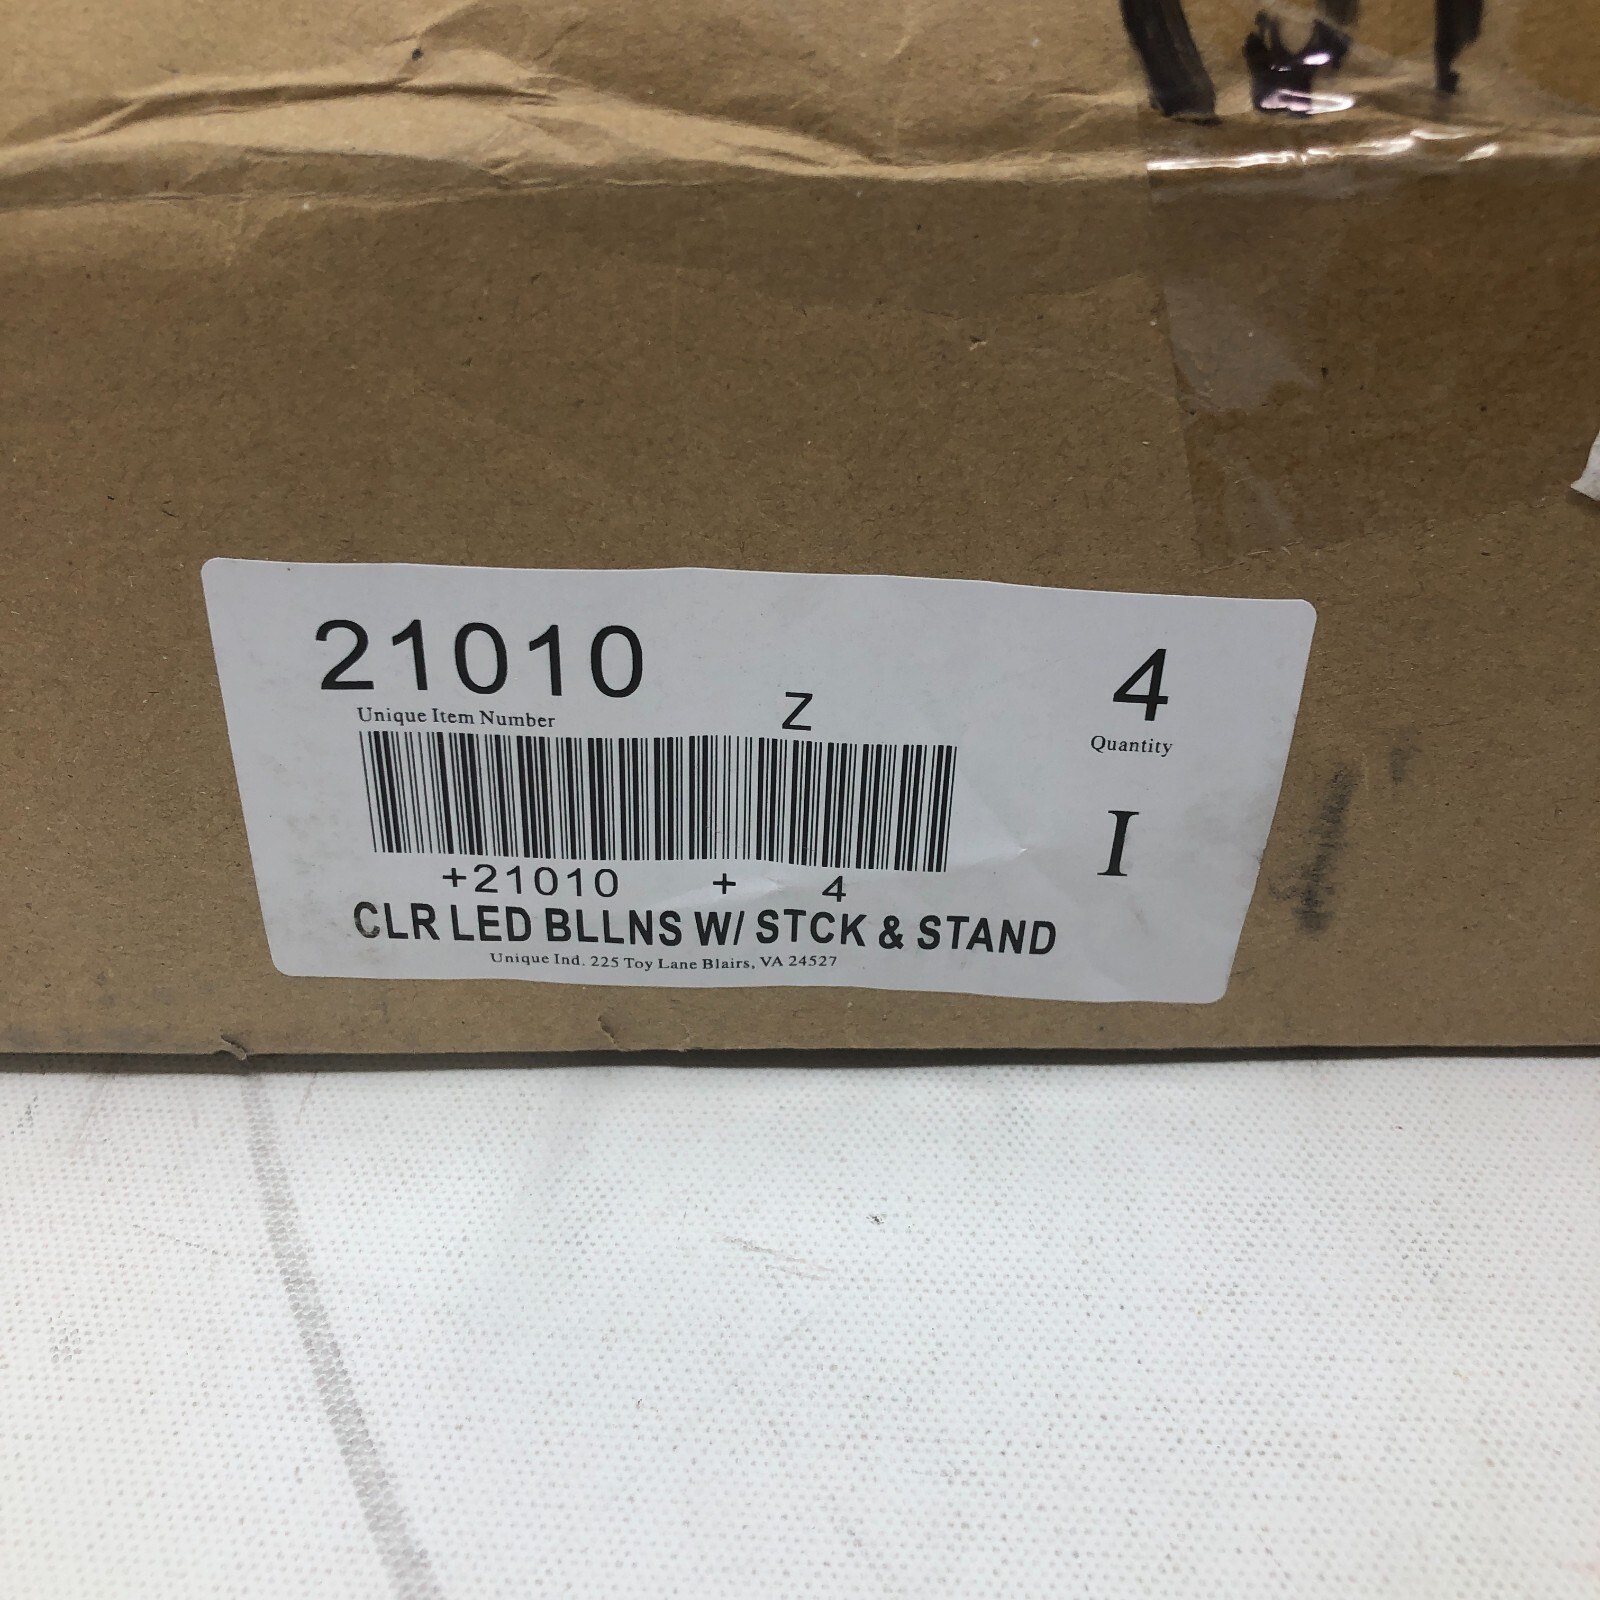 21010
Unique Item Number
Z
4
Quantity
I
+21010 + 4
CLR LED BLLNS W/ STCK & STAND
Unique Ind. 225 Toy Lane Blairs, VA 24527